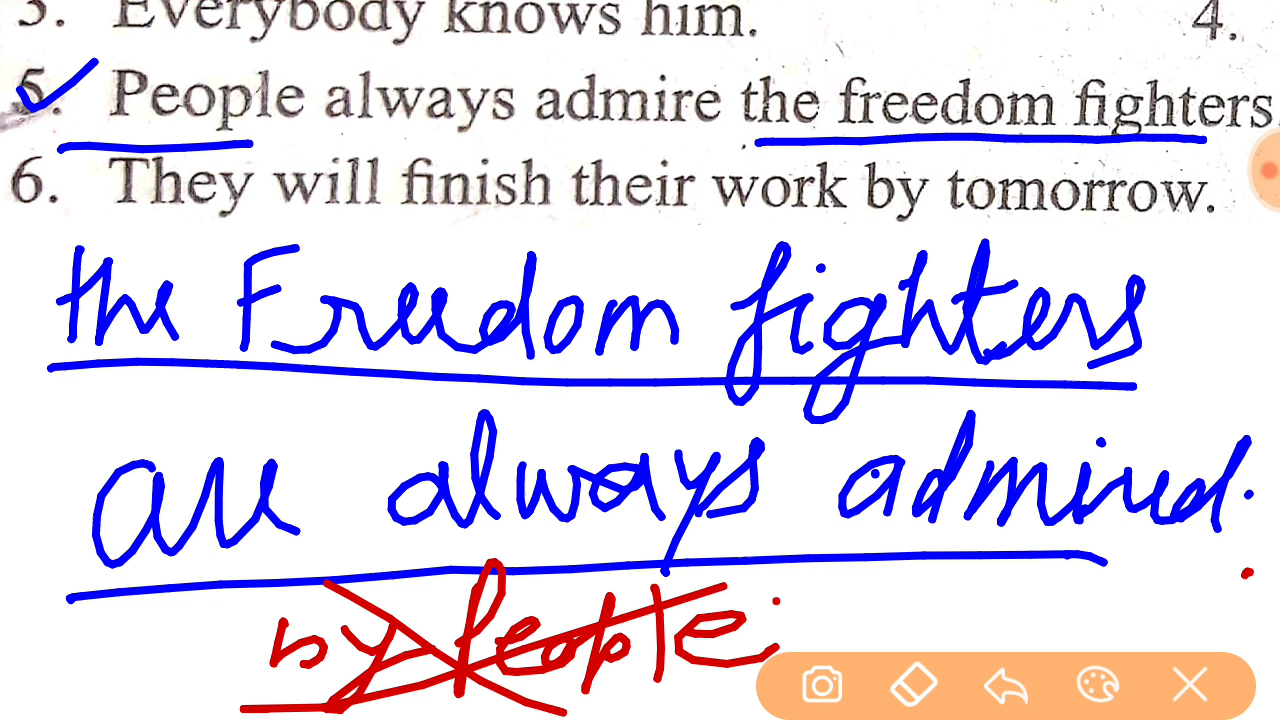 3. Everybody knows him. 4.
5. People always admire the freedom fighters.
6. They will finish their work by tomorrow.
the Freedom fighters
are always admired.
by People.